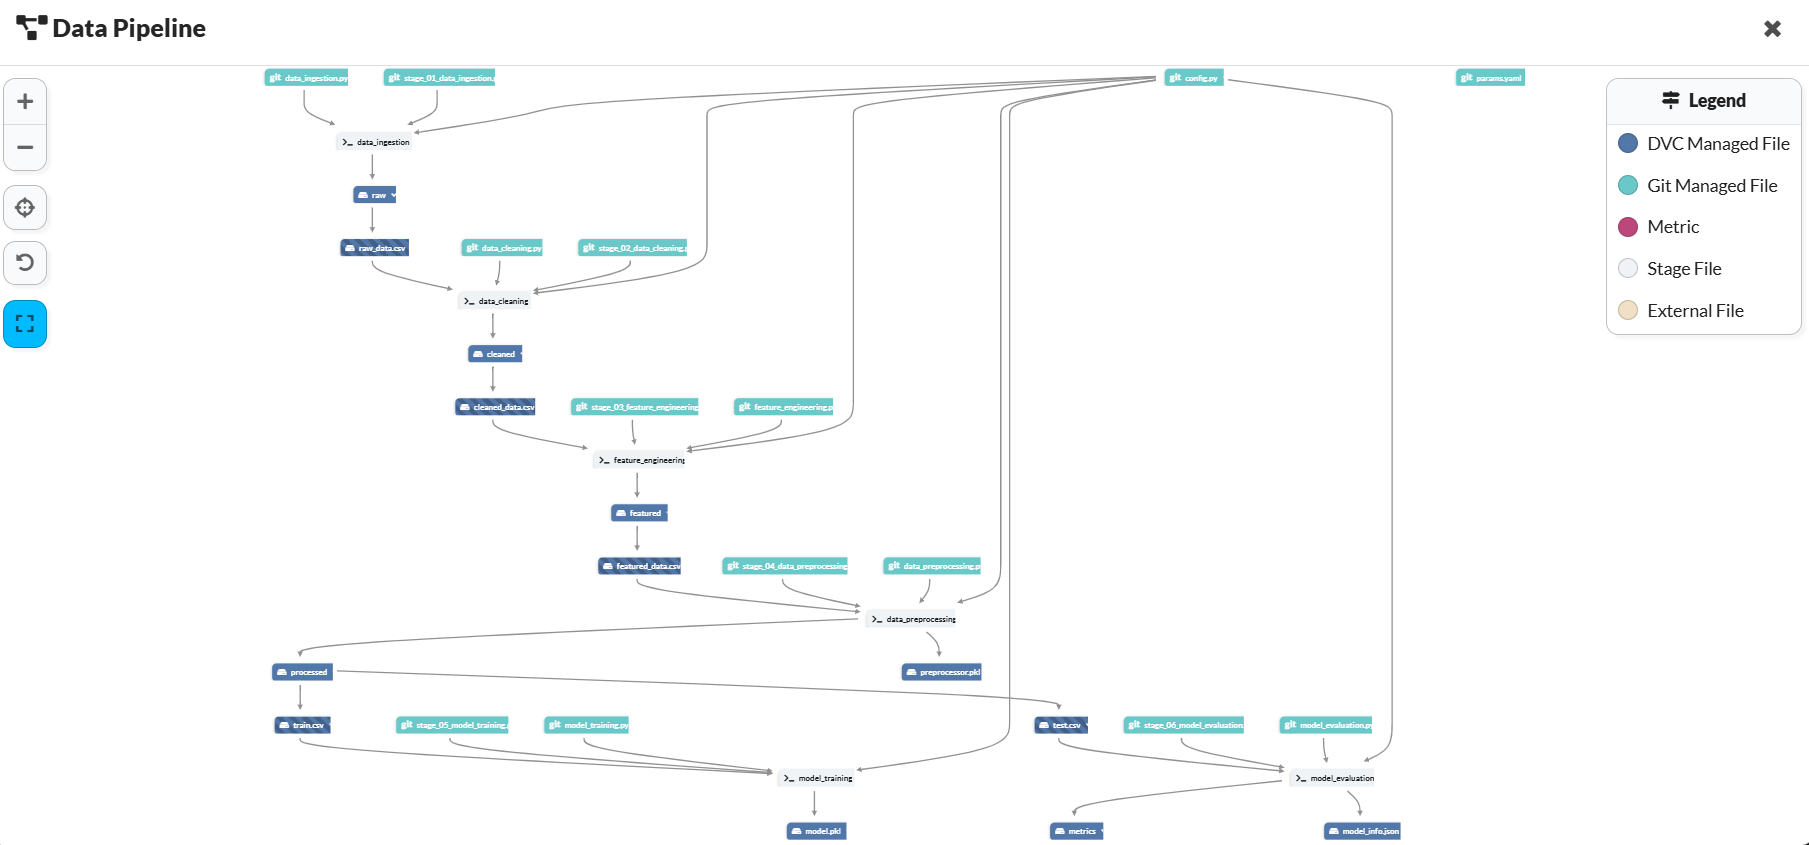 Data Pipeline
git data_ingestion.py
git stage_01_data_ingestion.p
git config.py
git params.yaml
Legend
DVC Managed File
Git Managed File
Metric
Stage File
External File
>_ data_ingestion
raw
raw_data.csv
git data_cleaning.py
git stage_02_data_cleaning.p
>_ data_cleaning
cleaned
cleaned_data.csv
git stage_03_feature_engineering
git feature_engineering.p
>_ feature_engineering
featured
featured_data.csv
git stage_04_data_preprocessing
git data_preprocessing.p
>_ data_preprocessing
processed
preprocessor.pkl
train.csv
git stage_05_model_training.
git model_training.py
test.csv
git stage_06_model_evaluation.
git model_evaluation.py
>_ model_training
>_ model_evaluation
model.pkl
metrics
model_info.json